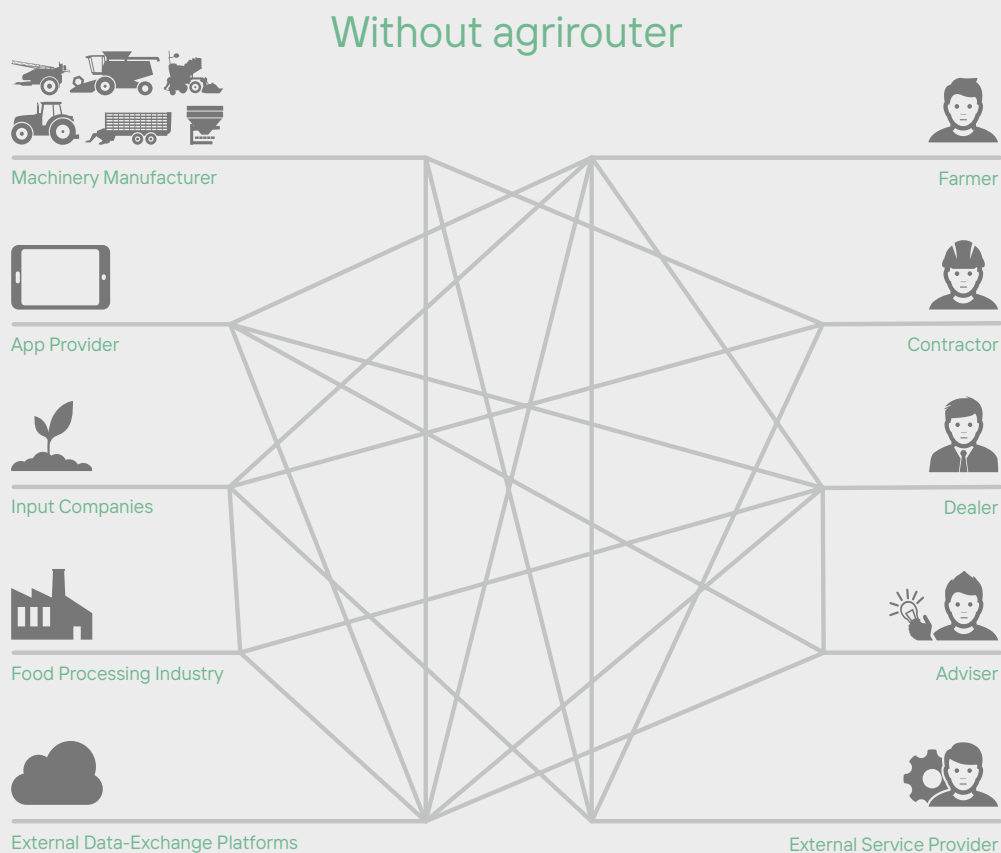 Without agrirouter
Machinery Manufacturer
Farmer
App Provider
Contractor
Input Companies
Dealer
Food Processing Industry
Adviser
External Data-Exchange Platforms
External Service Provider